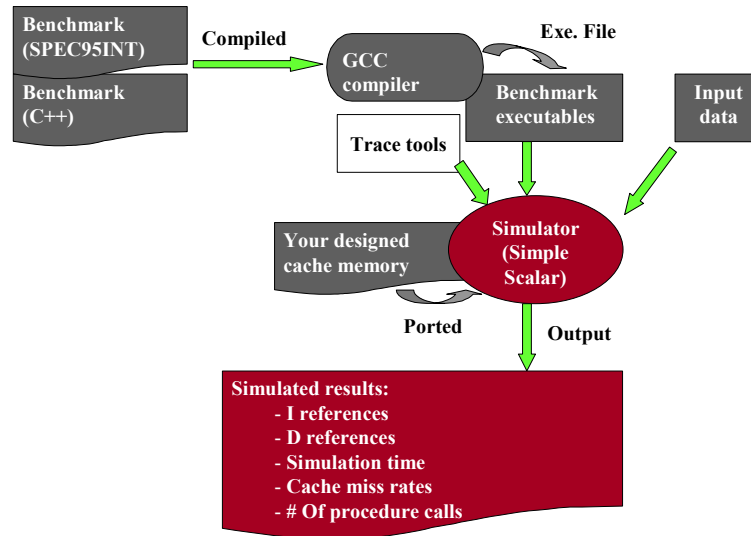 Benchmark
(SPEC95INT)
Compiled
GCC
compiler
Exe. File
Benchmark
(C++)
Benchmark
executables
Input
data
Trace tools
Your designed
cache memory
Simulator
(Simple
Scalar)
Ported
Output
Simulated results:
- I references
- D references
- Simulation time
- Cache miss rates
- # Of procedure calls